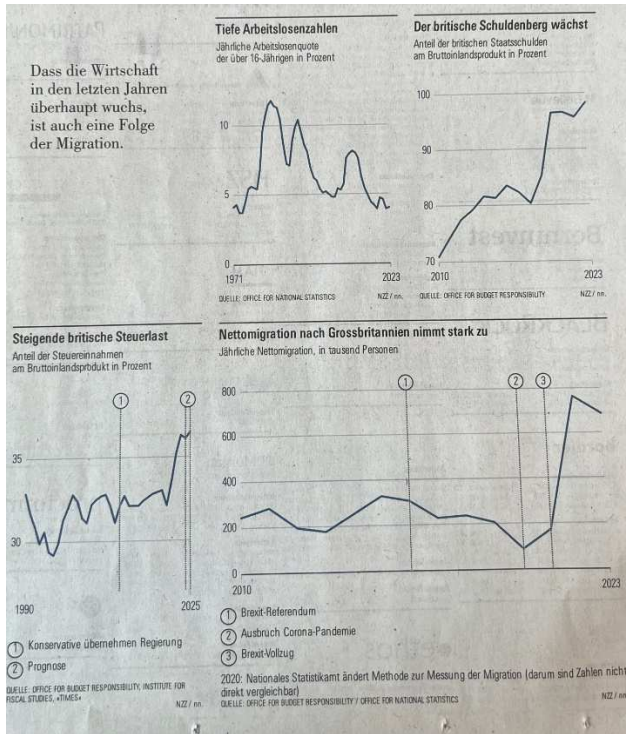 Dass die Wirtschaft
in den letzten Jahren
überhaupt wuchs,
ist auch eine Folge
der Migration.
Tiefe Arbeitslosenzahlen
Jährliche Arbeitslosenquote
der über 16-Jährigen in Prozent
10
5
0
1971
2023
QUELLE: OFFICE FOR NATIONAL STATISTICS
NZZ / nn.
Der britische Schuldenberg wächst
Anteil der britischen Staatsschulden
am Bruttoinlandsprodukt in Prozent
100
90
80
70
2010
2023
QUELLE: OFFICE FOR BUDGET RESPONSIBILITY
NZZ / nn.
Steigende britische Steuerlast
Anteil der Steuereinnahmen
am Bruttoinlandsprodukt in Prozent
1
2
35
30
1990
2025
1 Konservative übernehmen Regierung
2 Prognose
QUELLE: OFFICE FOR BUDGET RESPONSIBILITY, INSTITUTE FOR
FISCAL STUDIES, «TIMES»
NZZ / nn.
Nettomigration nach Grossbritannien nimmt stark zu
Jährliche Nettomigration, in tausend Personen
1
2
3
800
600
400
200
0
2010
2023
1 Brexit-Referendum
2 Ausbruch Corona-Pandemie
3 Brexit-Vollzug
2020: Nationales Statistikamt ändert Methode zur Messung der Migration (darum sind Zahlen nicht
direkt vergleichbar)
QUELLE: OFFICE FOR BUDGET RESPONSIBILITY / OFFICE FOR NATIONAL STATISTICS
NZZ / nn.